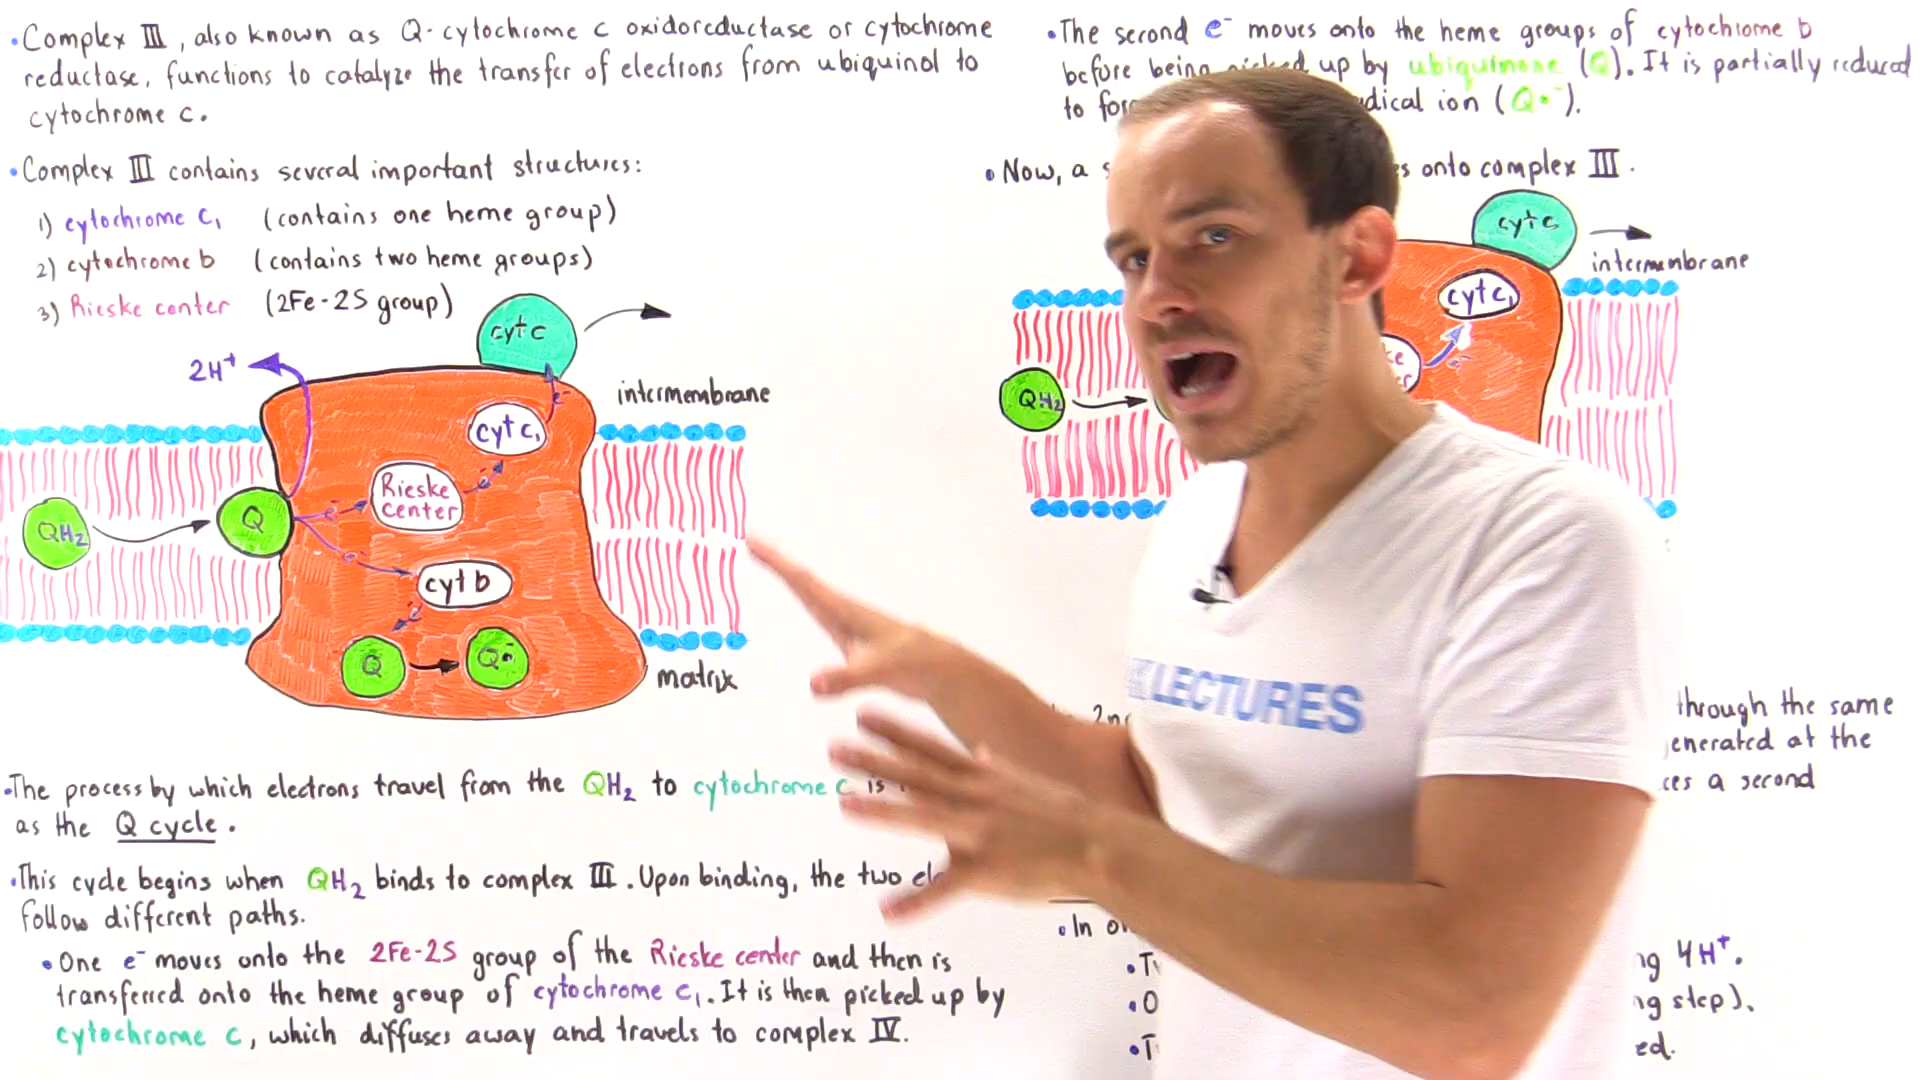 •Complex III, also known as Q-cytochrome c oxidoreductase or cytochrome
reductase, functions to catalyze the transfer of electrons from ubiquinol to
cytochrome c.
•Complex III contains several important structures:
1) cytochrome c₁ (contains one heme group)
2) cytochrome b (contains two heme groups)
3) Rieske center (2Fe-2S group)
cyt c
2H⁺
intermembrane
cyt c₁
Rieske
center
e⁻
e⁻
e⁻
QH₂
Q
e⁻
cyt b
e⁻
Q
Q•⁻
matrix
•The process by which electrons travel from the QH₂ to cytochrome c is
as the Q cycle.
•This cycle begins when QH₂ binds to complex III. Upon binding, the two
follow different paths.
•One e⁻ moves onto the 2Fe-2S group of the Rieske center and then is
transferred onto the heme group of cytochrome c₁. It is then picked up by
cytochrome c, which diffuses away and travels to complex IV.
•The second e⁻ moves onto the heme groups of cytochrome b
before being picked up by ubiquinone (Q). It is partially reduced
to ion (Q•⁻).
•Now, a onto complex III.
cyt c
intermembrane
cyt c₁
e⁻
QH₂
LECTURES
through the same
at the
a second
•In
4H⁺.
step).